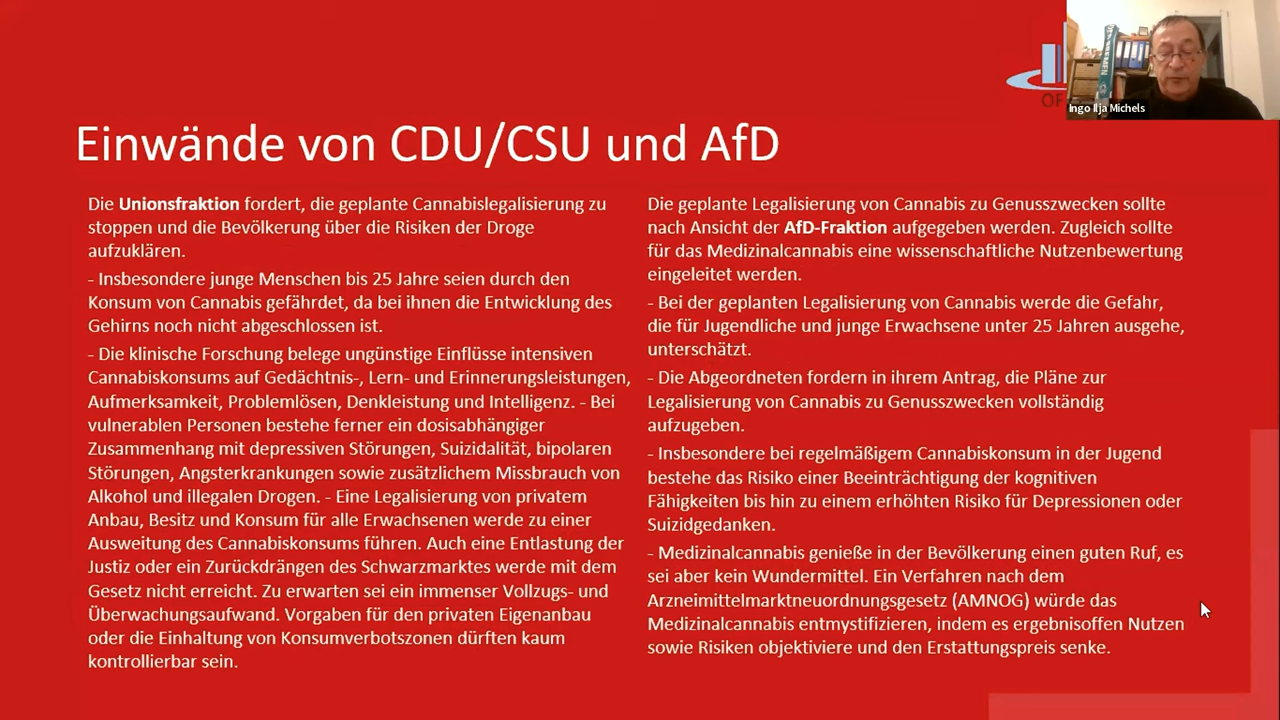 Einwände von CDU/CSU und AfD
Die Unionsfraktion fordert, die geplante Cannabislegalisierung zu
stoppen und die Bevölkerung über die Risiken der Droge
aufzuklären.
- Insbesondere junge Menschen bis 25 Jahre seien durch den
Konsum von Cannabis gefährdet, da bei ihnen die Entwicklung des
Gehirns noch nicht abgeschlossen ist.
- Die klinische Forschung belege ungünstige Einflüsse intensiven
Cannabiskonsums auf Gedächtnis-, Lern- und Erinnerungsleistungen,
Aufmerksamkeit, Problemlösen, Denkleistung und Intelligenz. - Bei
vulnerablen Personen bestehe ferner ein dosisabhängiger
Zusammenhang mit depressiven Störungen, Suizidalität, bipolaren
Störungen, Angsterkrankungen sowie zusätzlichem Missbrauch von
Alkohol und illegalen Drogen. - Eine Legalisierung von privatem
Anbau, Besitz und Konsum für alle Erwachsenen werde zu einer
Ausweitung des Cannabiskonsums führen. Auch eine Entlastung der
Justiz oder ein Zurückdrängen des Schwarzmarktes werde mit dem
Gesetz nicht erreicht. Zu erwarten sei ein immenser Vollzugs- und
Überwachungsaufwand. Vorgaben für den privaten Eigenanbau
oder die Einhaltung von Konsumverbotszonen dürften kaum
kontrollierbar sein.
Die geplante Legalisierung von Cannabis zu Genusszwecken sollte
nach Ansicht der AfD-Fraktion aufgegeben werden. Zugleich sollte
für das Medizinalcannabis eine wissenschaftliche Nutzenbewertung
eingeleitet werden.
- Bei der geplanten Legalisierung von Cannabis werde die Gefahr,
die für Jugendliche und junge Erwachsene unter 25 Jahren ausgehe,
unterschätzt.
- Die Abgeordneten fordern in ihrem Antrag, die Pläne zur
Legalisierung von Cannabis zu Genusszwecken vollständig
aufzugeben.
- Insbesondere bei regelmäßigem Cannabiskonsum in der Jugend
bestehe das Risiko einer Beeinträchtigung der kognitiven
Fähigkeiten bis hin zu einem erhöhten Risiko für Depressionen oder
Suizidgedanken.
- Medizinalcannabis genieße in der Bevölkerung einen guten Ruf, es
sei aber kein Wundermittel. Ein Verfahren nach dem
Arzneimittelmarktneuordnungsgesetz (AMNOG) würde das
Medizinalcannabis entmystifizieren, indem es ergebnisoffen Nutzen
sowie Risiken objektiviere und den Erstattungspreis senke.
Ingo Ilja Michels